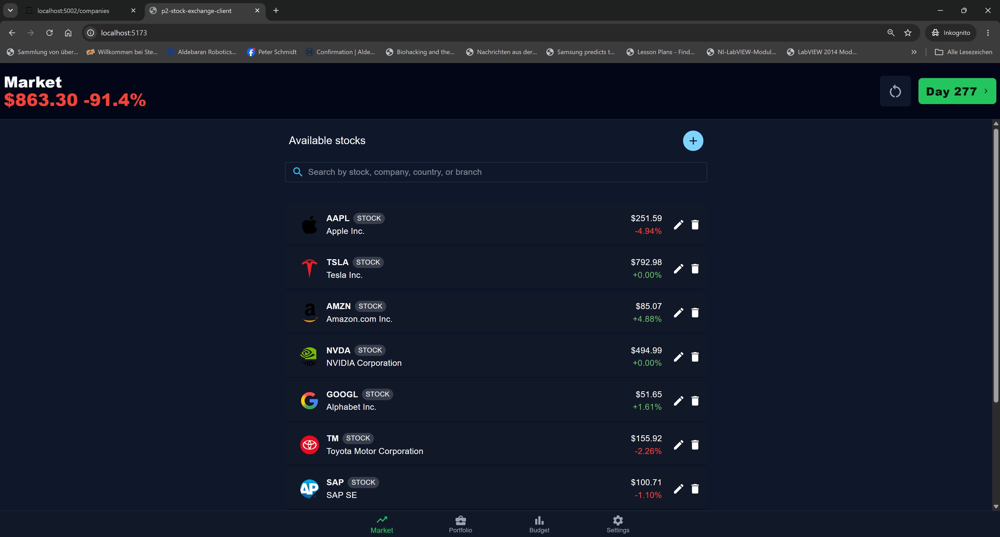 localhost:5002/companies
p2-stock-exchange-client
localhost:5173
Inkognito
Sammlung von über...
Willkommen bei Ste...
Aldebaran Robotics...
Peter Schmidt
Confirmation | Alde...
Biohacking and the...
Nachrichten aus der...
Samsung predicts t...
Lesson Plans - Find...
NI-LabVIEW-Modul...
LabVIEW 2014 Mod...
Alle Lesezeichen
Market
$863.30 -91.4%
Day 277
Available stocks
Search by stock, company, country, or branch
AAPL STOCK
Apple Inc.
$251.59
-4.94%
TSLA STOCK
Tesla Inc.
$792.98
+0.00%
AMZN STOCK
Amazon.com Inc.
$85.07
+4.88%
NVDA STOCK
NVIDIA Corporation
$494.99
+0.00%
GOOGL STOCK
Alphabet Inc.
$51.65
+1.61%
TM STOCK
Toyota Motor Corporation
$155.92
-2.26%
AP
SAP STOCK
SAP SE
$100.71
-1.10%
Market
Portfolio
Budget
Settings